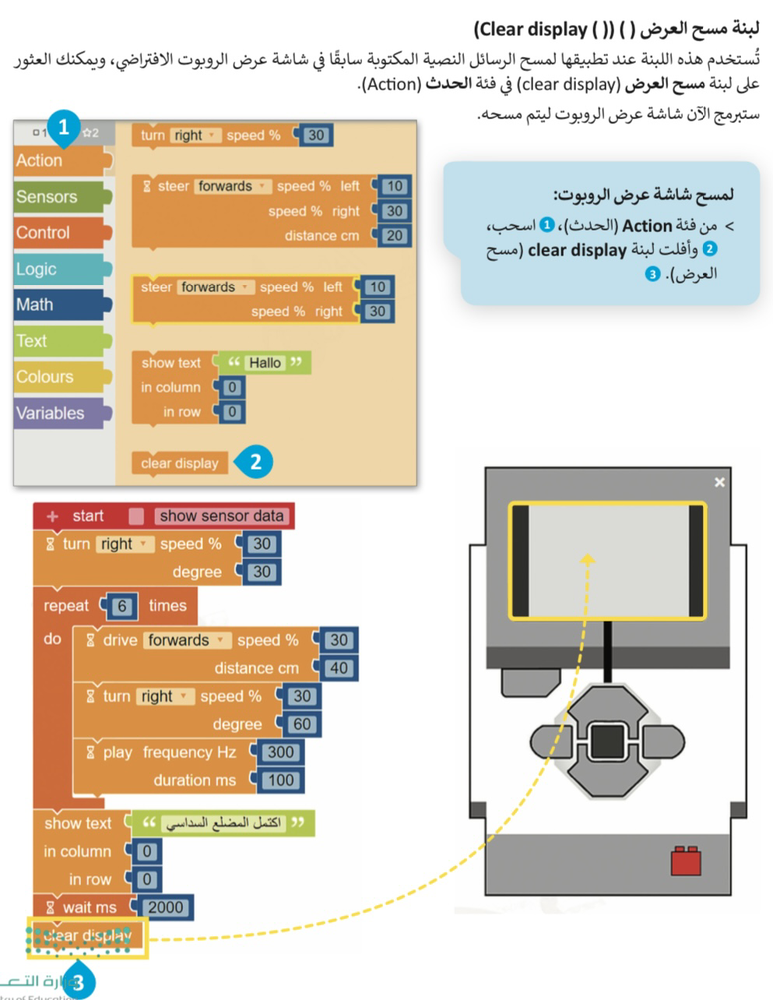 لبنة مسح العرض ( ) (Clear display ( ))
تُستخدم هذه اللبنة عند تطبيقها لمسح الرسائل النصية المكتوبة سابقًا في شاشة عرض الروبوت الافتراضي، ويمكنك العثور
على لبنة مسح العرض (clear display) في فئة الحدث (Action).
ستبرمج الآن شاشة عرض الروبوت ليتم مسحه.
لمسح شاشة عرض الروبوت:
> من فئة Action (الحدث)، 1 اسحب،
2 وأفلت لبنة clear display (مسح
العرض). 3
1 1 2
Action
Sensors
Control
Logic
Math
Text
Colours
Variables
turn right speed % 30
steer forwards speed % left 10
speed % right 30
distance cm 20
steer forwards speed % left 10
speed % right 30
show text “ Hallo ”
in column 0
in row 0
clear display 2
+ start show sensor data
turn right speed % 30
degree 30
repeat 6 times
do drive forwards speed % 30
distance cm 40
turn right speed % 30
degree 60
play frequency Hz 300
duration ms 100
show text “ اكتمل المضلع السداسي ”
in column 0
in row 0
wait ms 2000
clear display
3
×